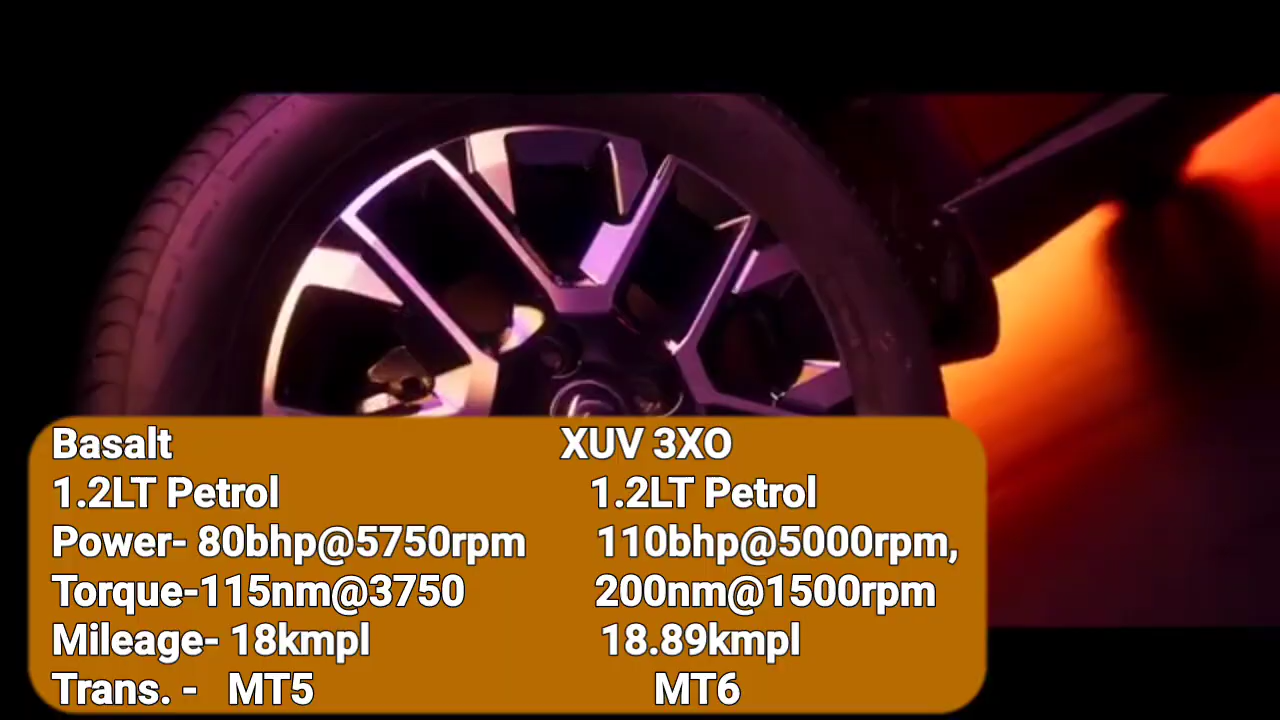 Basalt XUV 3XO
1.2LT Petrol 1.2LT Petrol
Power- 80bhp@5750rpm 110bhp@5000rpm,
Torque-115nm@3750 200nm@1500rpm
Mileage- 18kmpl 18.89kmpl
Trans. - MT5 MT6